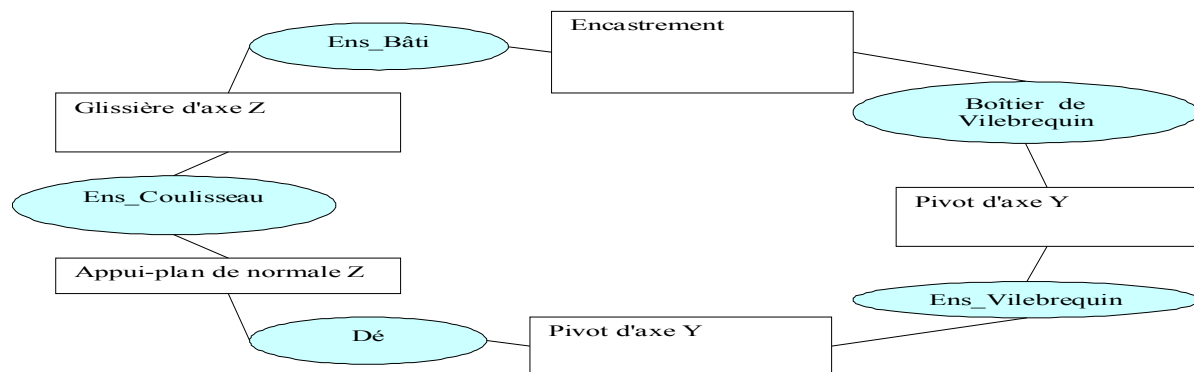 Ens_Bâti
Encastrement
Glissière d'axe Z
Boîtier de
Vilebrequin
Ens_Coulisseau
Pivot d'axe Y
Appui-plan de normale Z
Ens_Vilebrequin
Dé
Pivot d'axe Y